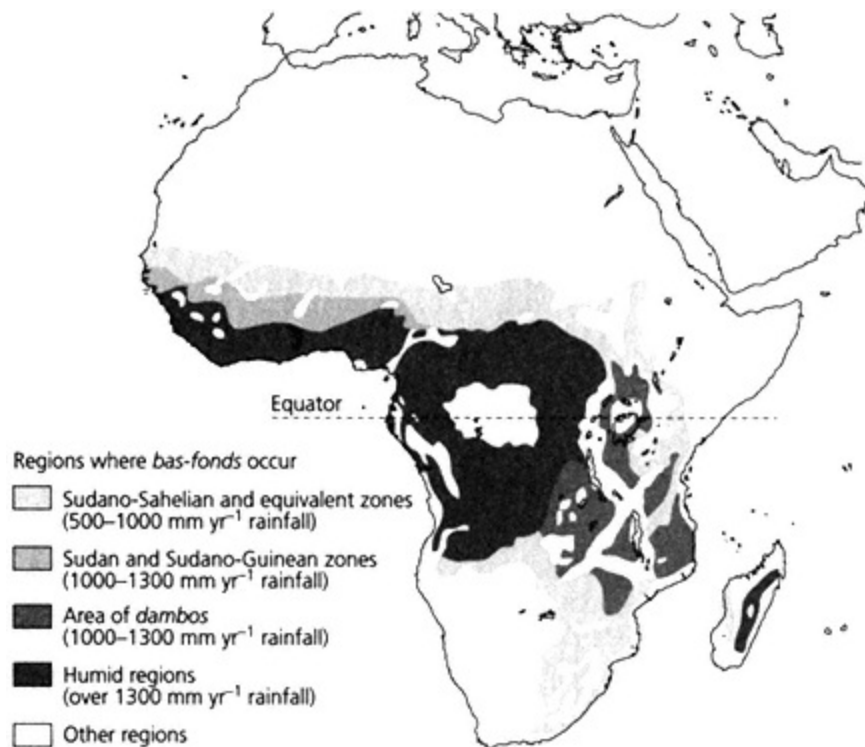 Equator
Regions where bas-fonds occur
Sudano-Sahelian and equivalent zones
(500–1000 mm yr⁻¹ rainfall)
Sudan and Sudano-Guinean zones
(1000–1300 mm yr⁻¹ rainfall)
Area of dambos
(1000–1300 mm yr⁻¹ rainfall)
Humid regions
(over 1300 mm yr⁻¹ rainfall)
Other regions